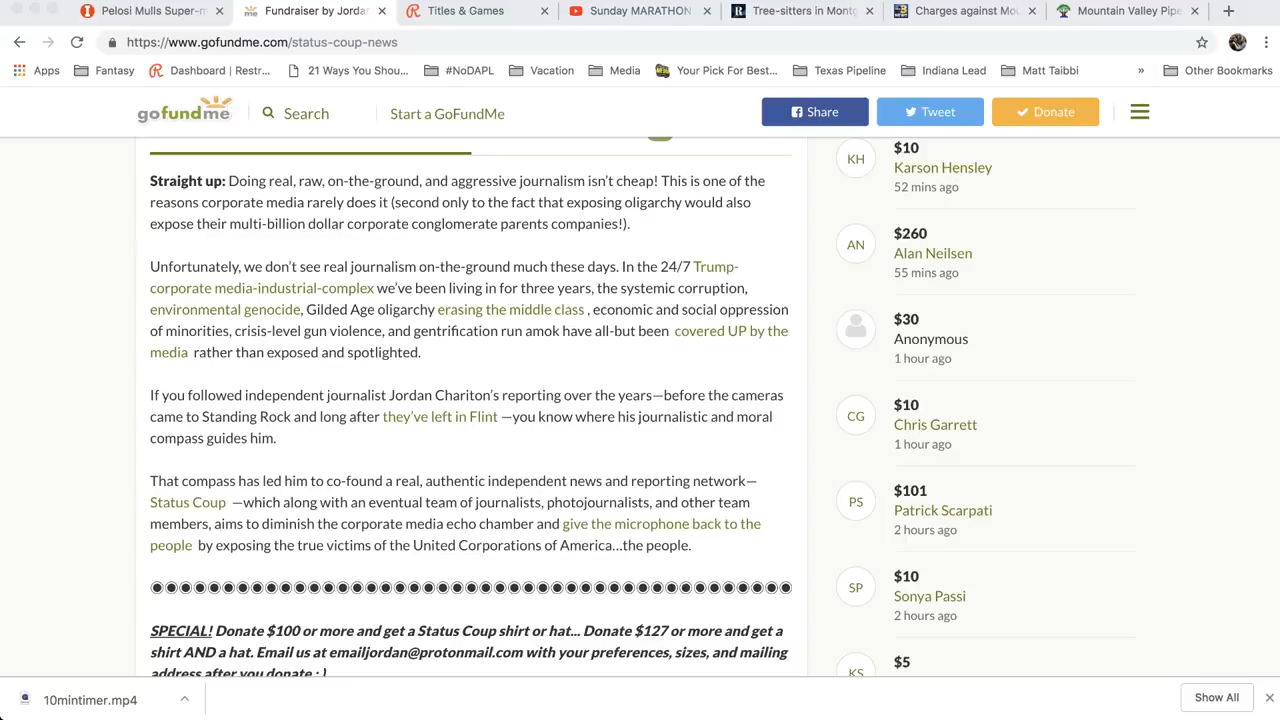 Pelosi Mulls Super-m
Fundraiser by Jordan
Titles & Games
Sunday MARATHON
Tree-sitters in Montg
Charges against Mou
Mountain Valley Pipe
https://www.gofundme.com/status-coup-news
Apps
Fantasy
Dashboard | Restr...
21 Ways You Shou...
#NoDAPL
Vacation
Media
Your Pick For Best...
Texas Pipeline
Indiana Lead
Matt Taibbi
»
Other Bookmarks
gofundme
Search
Start a GoFundMe
Share
Tweet
Donate
Straight up: Doing real, raw, on-the-ground, and aggressive journalism isn't cheap! This is one of the
reasons corporate media rarely does it (second only to the fact that exposing oligarchy would also
expose their multi-billion dollar corporate conglomerate parents companies!).
Unfortunately, we don't see real journalism on-the-ground much these days. In the 24/7 Trump-
corporate media-industrial-complex we've been living in for three years, the systemic corruption,
environmental genocide, Gilded Age oligarchy erasing the middle class , economic and social oppression
of minorities, crisis-level gun violence, and gentrification run amok have all-but been covered UP by the
media rather than exposed and spotlighted.
If you followed independent journalist Jordan Chariton's reporting over the years—before the cameras
came to Standing Rock and long after they've left in Flint —you know where his journalistic and moral
compass guides him.
That compass has led him to co-found a real, authentic independent news and reporting network—
Status Coup —which along with an eventual team of journalists, photojournalists, and other team
members, aims to diminish the corporate media echo chamber and give the microphone back to the
people by exposing the true victims of the United Corporations of America...the people.
SPECIAL! Donate $100 or more and get a Status Coup shirt or hat... Donate $127 or more and get a
shirt AND a hat. Email us at emailjordan@protonmail.com with your preferences, sizes, and mailing
address after you donate : )
KH
$10
Karson Hensley
52 mins ago
AN
$260
Alan Neilsen
55 mins ago
$30
Anonymous
1 hour ago
CG
$10
Chris Garrett
1 hour ago
PS
$101
Patrick Scarpati
2 hours ago
SP
$10
Sonya Passi
2 hours ago
KS
$5
10mintimer.mp4
Show All